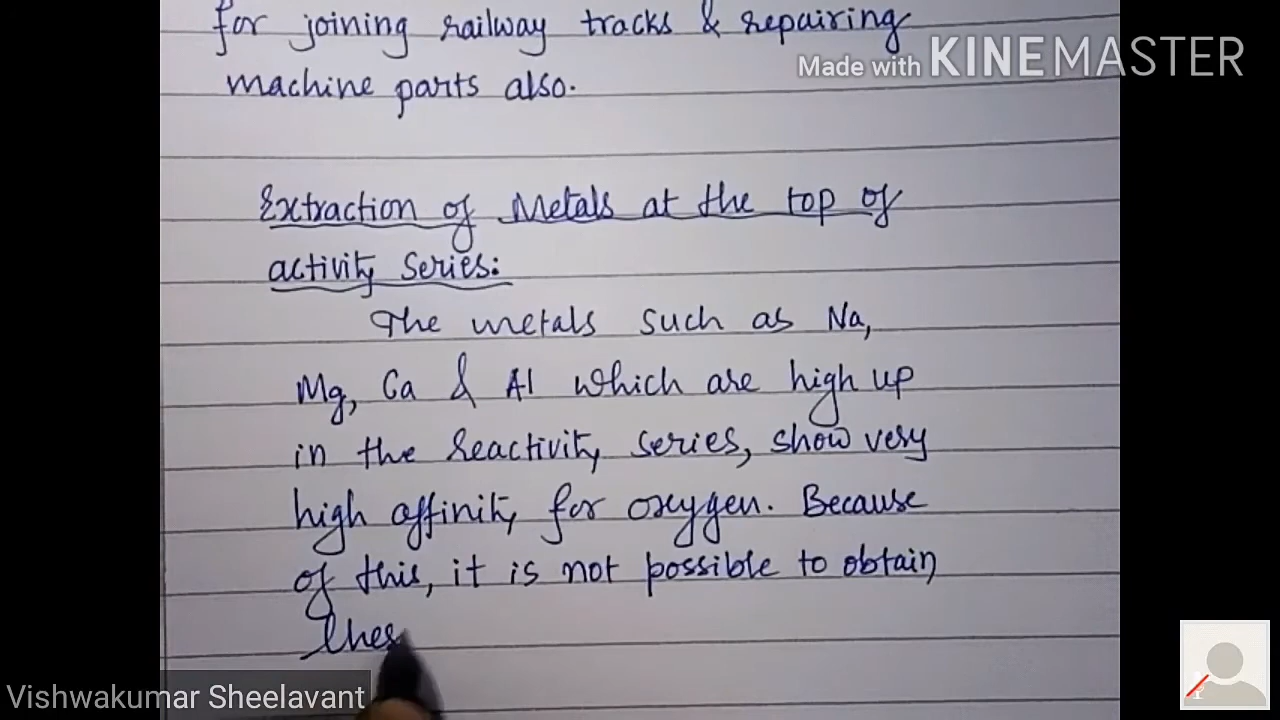 for joining railway tracks & repairing
Made with KINEMASTER
machine parts also.
Extraction of Metals at the top of
activity series:
The metals such as Na,
Mg, Ca & Al which are high up
in the reactivity series, show very
high affinity for oxygen. Because
of this, it is not possible to obtain
thes
Vishwakumar Sheelavant